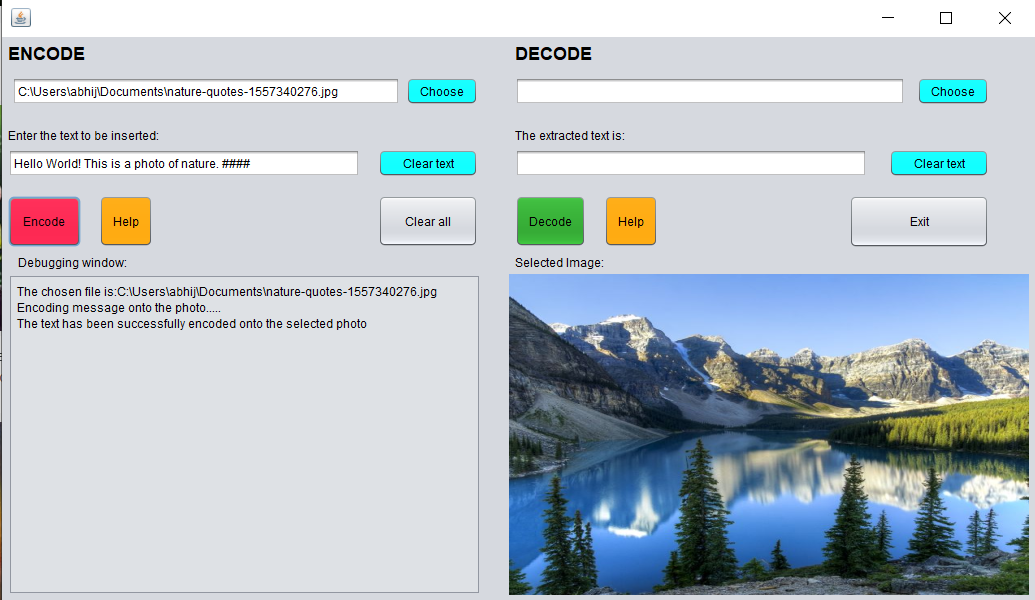 ENCODE
C:\Users\abhij\Documents\nature-quotes-1557340276.jpg
Choose
Enter the text to be inserted:
Hello World! This is a photo of nature. ####
Clear text
Encode
Help
Clear all
Debugging window:
The chosen file is:C:\Users\abhij\Documents\nature-quotes-1557340276.jpg
Encoding message onto the photo.....
The text has been successfully encoded onto the selected photo
DECODE
Choose
The extracted text is:
Clear text
Decode
Help
Exit
Selected Image: